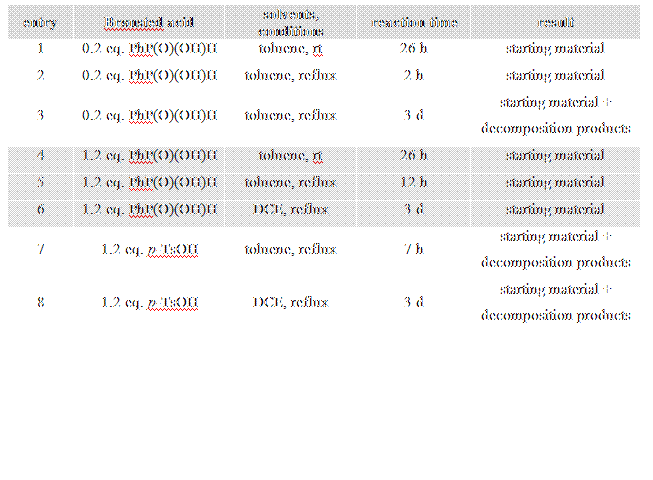 entry Bronsted acid solvents, conditions reaction time result
1 0.2 eq. PhP(O)(OH)H toluene, rt 26 h starting material
2 0.2 eq. PhP(O)(OH)H toluene, reflux 2 h starting material
3 0.2 eq. PhP(O)(OH)H toluene, reflux 3 d starting material + decomposition products
4 1.2 eq. PhP(O)(OH)H toluene, rt 26 h starting material
5 1.2 eq. PhP(O)(OH)H toluene, reflux 12 h starting material
6 1.2 eq. PhP(O)(OH)H DCE, reflux 3 d starting material
7 1.2 eq. p-TsOH toluene, reflux 7 h starting material + decomposition products
8 1.2 eq. p-TsOH DCE, reflux 3 d starting material + decomposition products